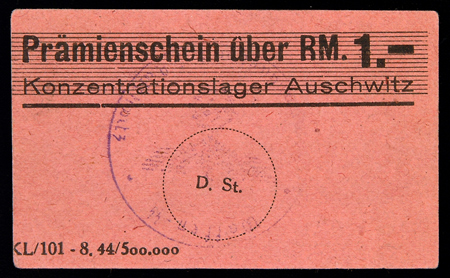 Prämienschein über RM. 1.—
Konzentrationslager Auschwitz
D. St.
KL/101 - 8. 44/500.000